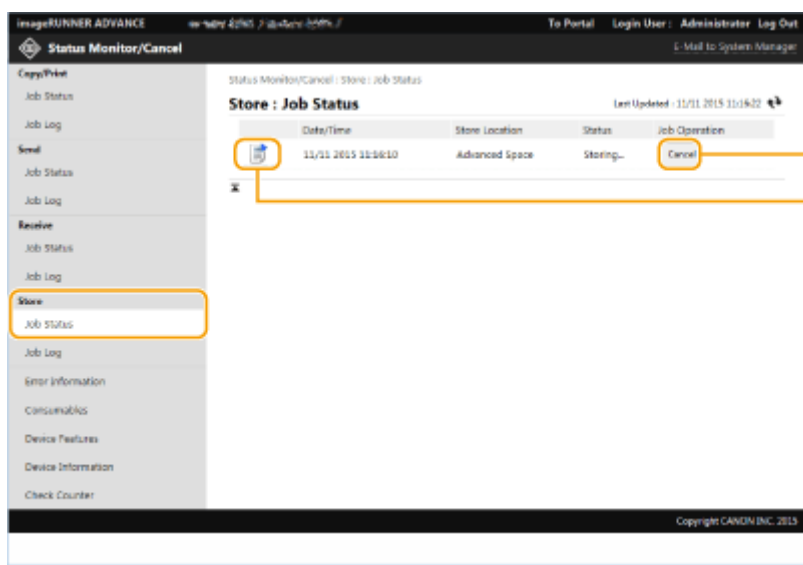 imageRUNNER ADVANCE To Portal Login User : Administrator Log Out
Status Monitor/Cancel E-Mail to System Manager
Copy/Print
Job Status
Job Log
Send
Job Status
Job Log
Receive
Job Status
Job Log
Store
Job Status
Job Log
Error Information
Consumables
Device Features
Device Information
Check Counter
Status Monitor/Cancel : Store : Job Status
Store : Job Status Last Updated : 11/11 2015 11:16:22
Date/Time Store Location Status Job Operation
11/11 2015 11:16:10 Advanced Space Storing... Cancel
Copyright CANON INC. 2015